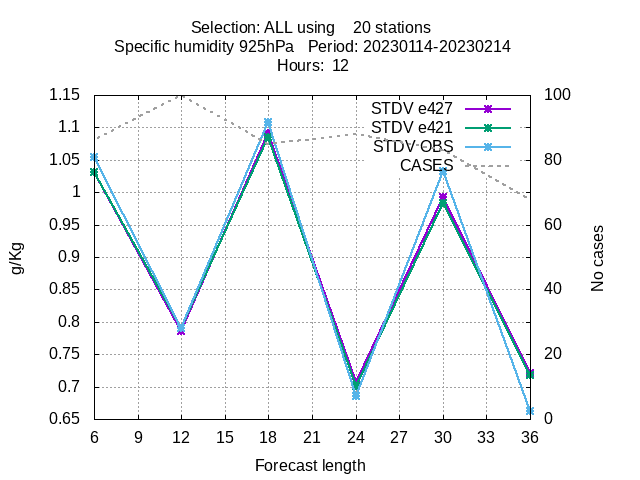 Selection: ALL using    20 stations
Specific humidity 925hPa   Period: 20230114-20230214
Hours:  12
1.15
1.1
1.05
1
0.95
0.9
0.85
0.8
0.75
0.7
0.65
100
80
60
40
20
0
STDV e427
STDV e421
STDV OBS
CASES
g/Kg
No cases
6 9 12 15 18 21 24 27 30 33 36
Forecast length